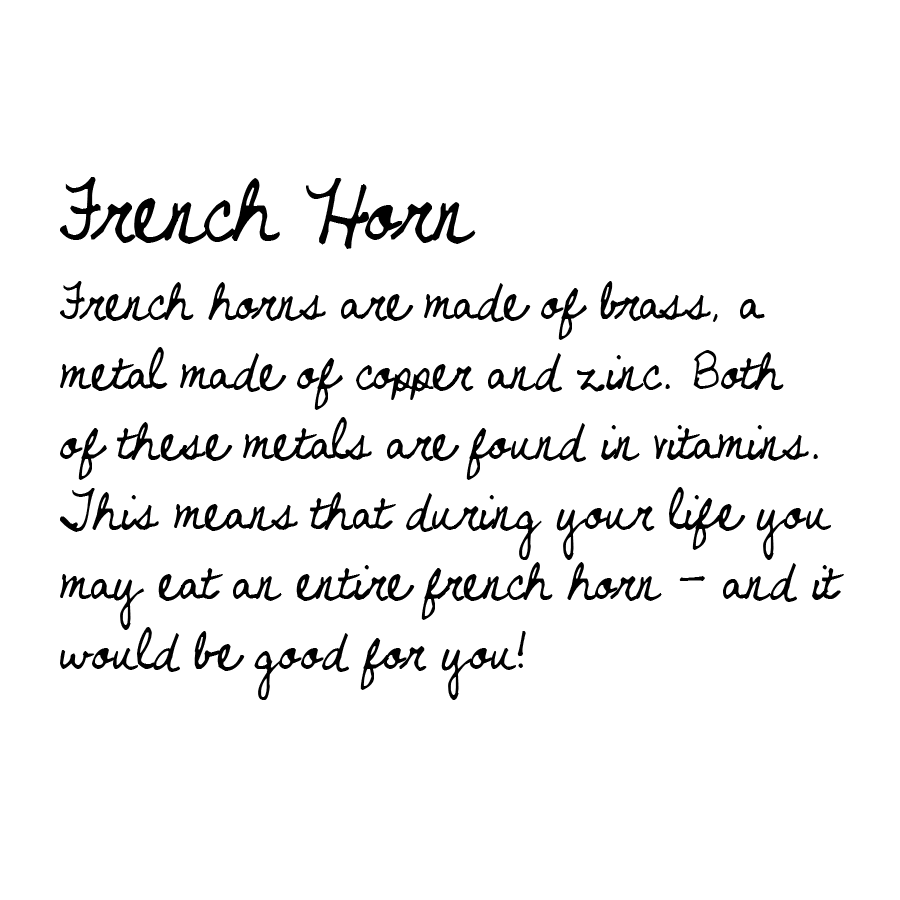 French Horn
French horns are made of brass, a
metal made of copper and zinc. Both
of these metals are found in vitamins.
This means that during your life you
may eat an entire french horn - and it
would be good for you!